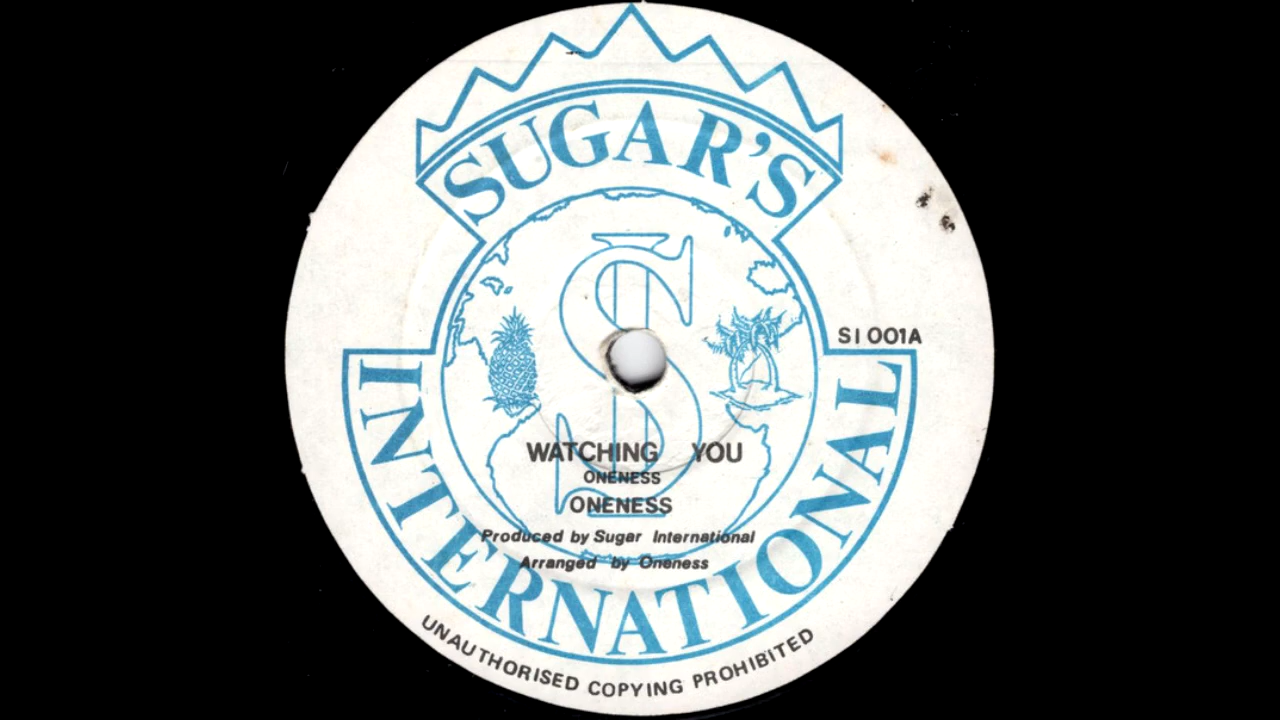 SUGAR'S
S
SI 001A
INTERNATIONAL
WATCHING YOU
ONENESS
ONENESS
Produced by Sugar International
Arranged by Oneness
UNAUTHORISED COPYING PROHIBITED